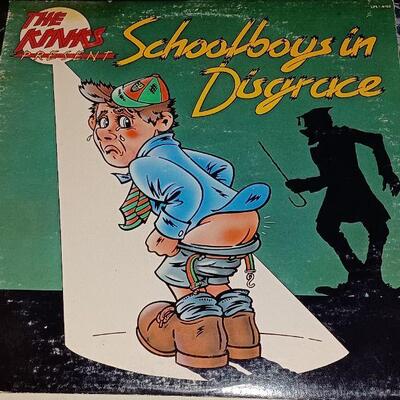 THE
KINKS
PRESENT
Schoolboys in
Disgrace